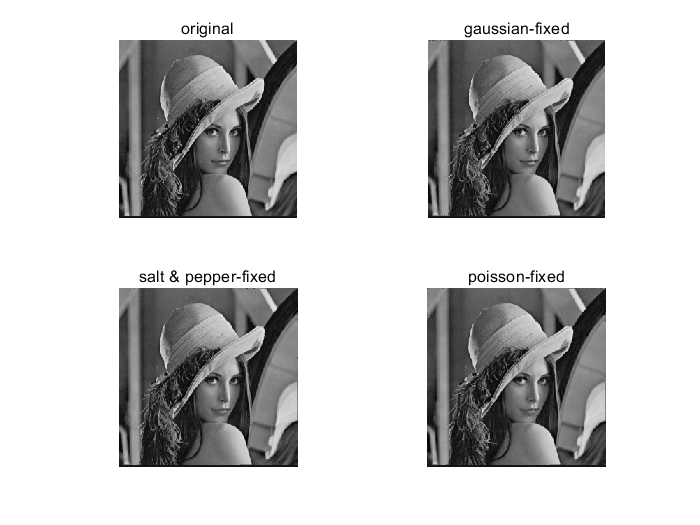 original
gaussian-fixed
salt & pepper-fixed
poisson-fixed